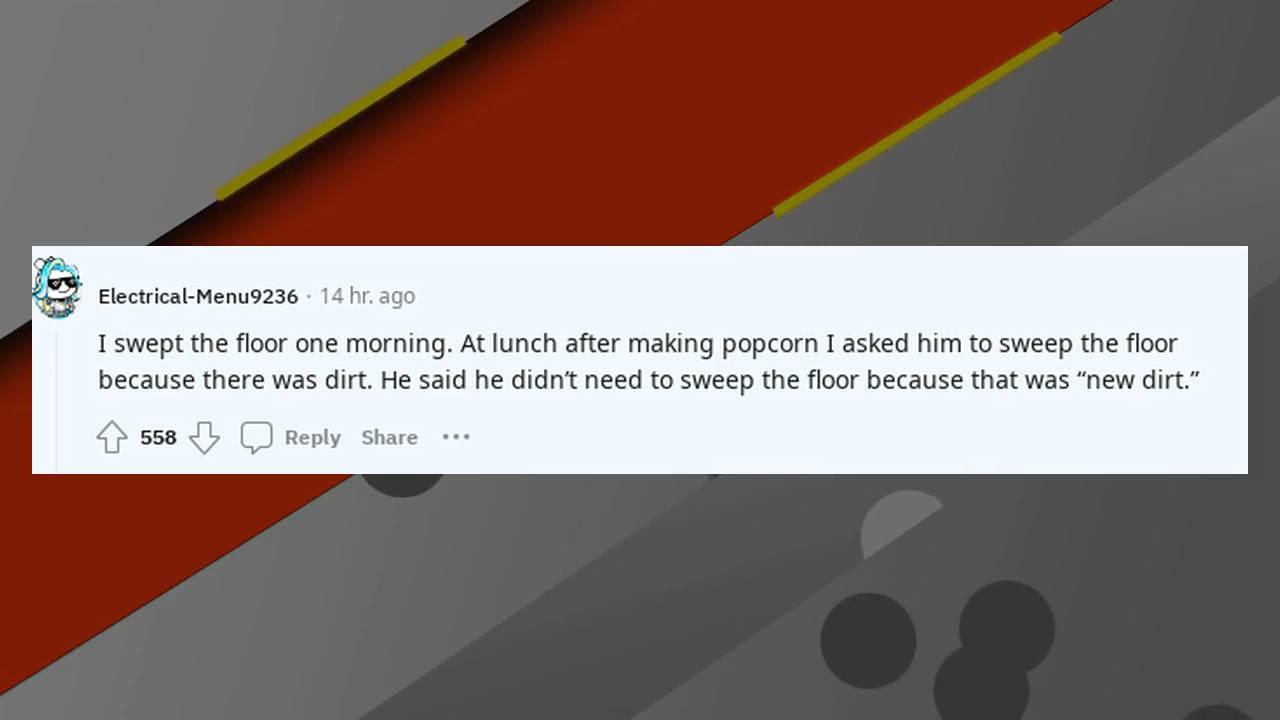 Electrical-Menu9236 · 14 hr. ago
I swept the floor one morning. At lunch after making popcorn I asked him to sweep the floor
because there was dirt. He said he didn’t need to sweep the floor because that was “new dirt.”
558 Reply Share ···